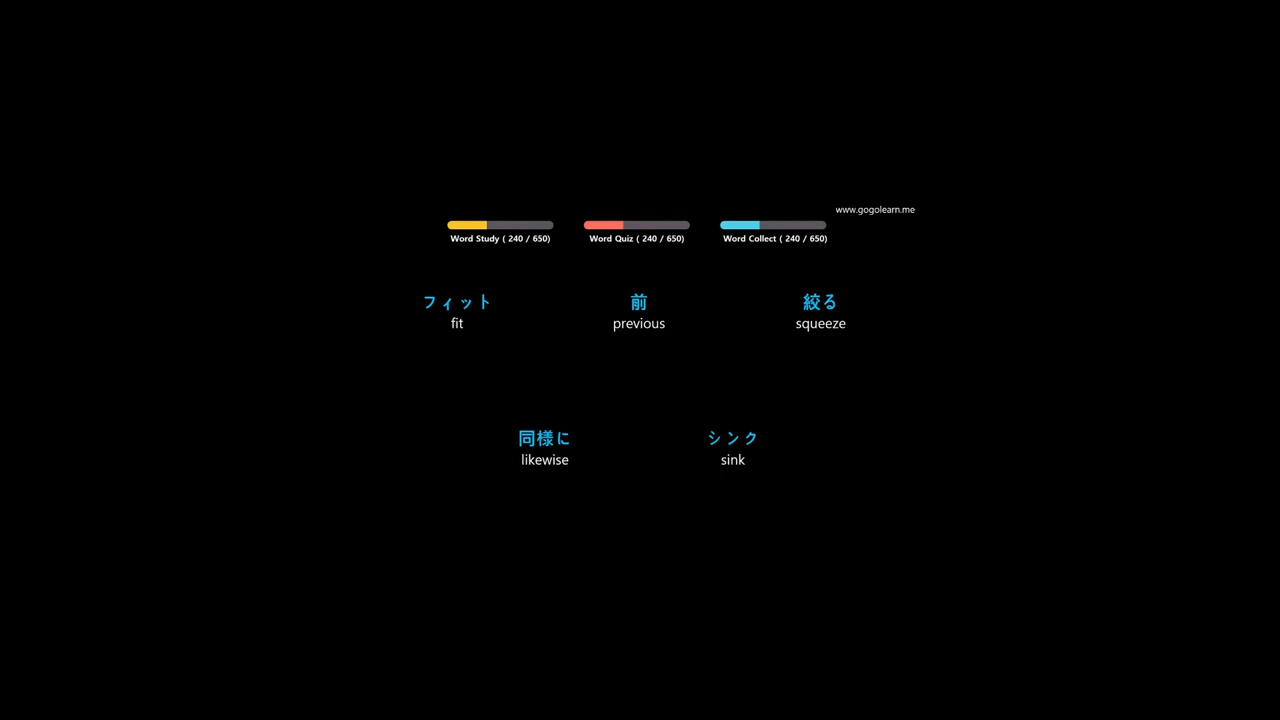 www.gogolearn.me
Word Study ( 240 / 650)
Word Quiz ( 240 / 650)
Word Collect ( 240 / 650)
フィット
fit
前
previous
絞る
squeeze
同様に
likewise
シンク
sink